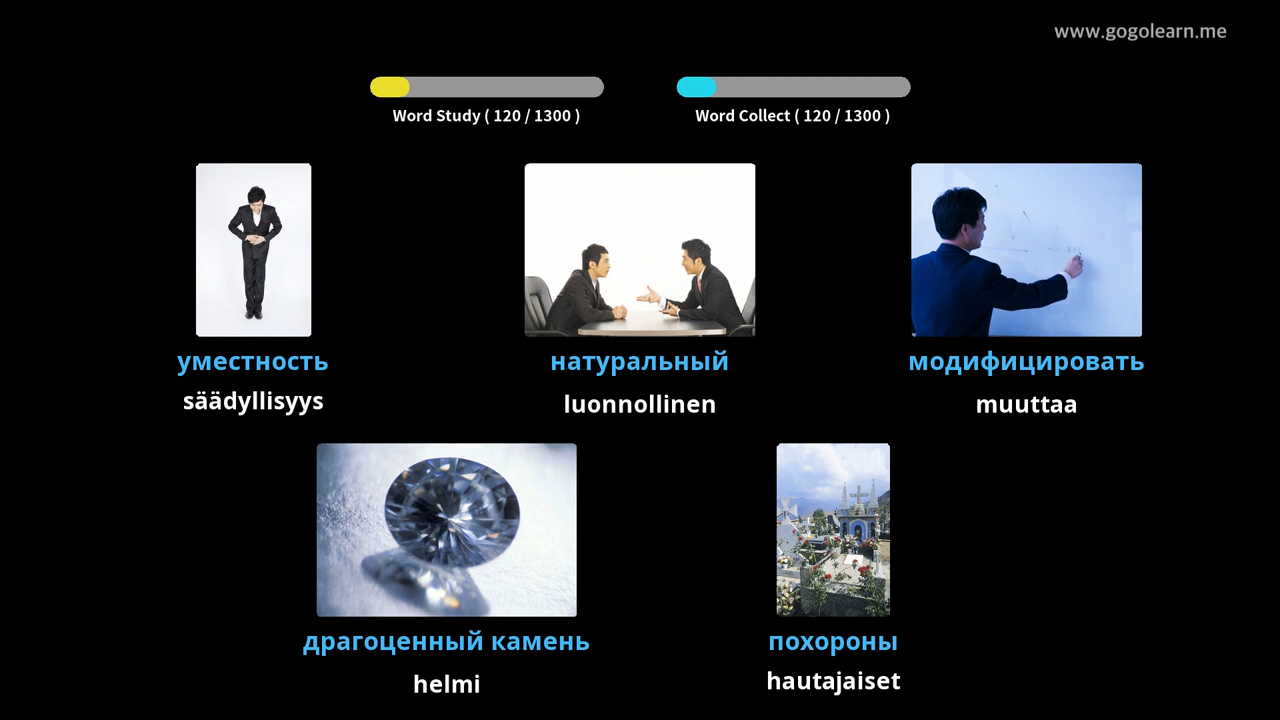 www.gogolearn.me
Word Study ( 120 / 1300 )
Word Collect ( 120 / 1300 )
уместность
säädyllisyys
натуральный
luonnollinen
модифицировать
muuttaa
драгоценный камень
helmi
похороны
hautajaiset